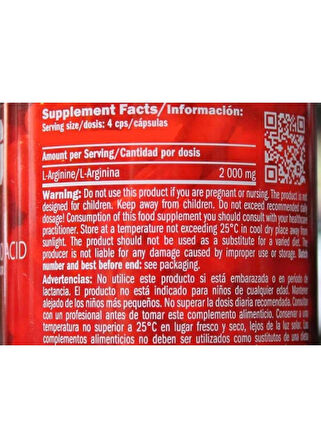 Supplement Facts/Información:
Serving size/dosis: 4 cps/cápsulas
Amount per Serving/Cantidad por dosis
L-Arginine/L-Arginina 2 000 mg
Warning: Do not use this product if you are pregnant or nursing. The product is not
designed for children. Keep away from children. Do not exceed recommended daily
dosage! Consumption of this food supplement you should consult with your healthcare
practitioner. Store at a temperature not exceeding 25°C in cool dry place away from
sunlight. The product should not be used as a substitute for a varied diet. The
producer is not liable for any damages caused by improper use or storage. Batch
number and best before end: see packaging.
Advertencias: No utilice este producto si está embarazada o en periodo de
lactancia. El producto no está indicado para niños de cualquier edad. Mantener
alejado de los niños más pequeños. No superar la dosis diaria recomendada. Consultar
con un profesional antes de tomar este complemento alimenticio. Conservar a una
temperatura no superior a 25°C en lugar fresco y seco, lejos de la luz solar. Los
complementos alimenticios no deben ser utilizados como sustitutos de una dieta
ACID